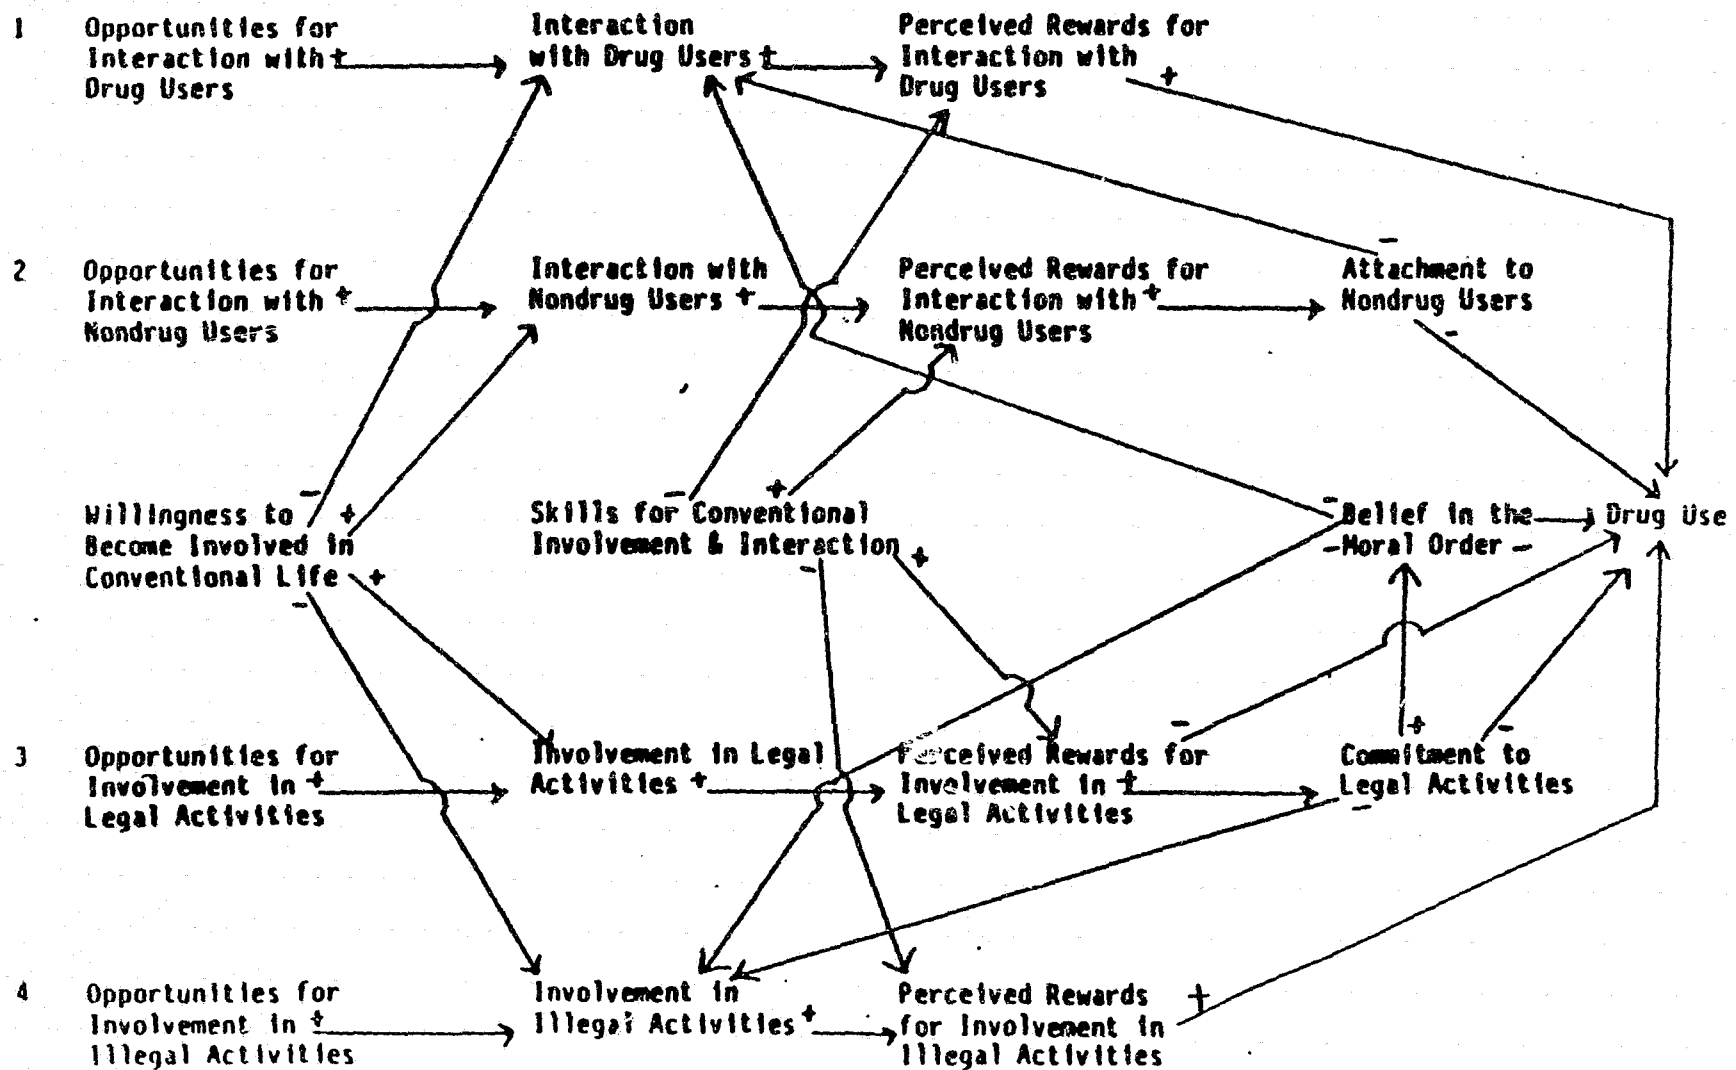 1
Opportunities for
Interaction with +
Drug Users
Interaction
with Drug Users +
Perceived Rewards for
Interaction with
Drug Users
+
2
Opportunities for
Interaction with +
Nondrug Users
Interaction with
Nondrug Users +
Perceived Rewards for
Interaction with +
Nondrug Users
-
Attachment to
Nondrug Users
-
-
Willingness to +
Become Involved in
Conventional Life +
-
- +
Skills for Conventional
Involvement & Interaction +
-
- Belief in the
-Moral Order -
Drug Use
3
Opportunities for
Involvement in +
Legal Activities
Involvement in Legal
Activities +
-
Perceived Rewards for
Involvement in +
Legal Activities
+ -
Commitment to
Legal Activities
-
4
Opportunities for
Involvement in +
Illegal Activities
Involvement in
Illegal Activities +
Perceived Rewards +
for Involvement in
Illegal Activities